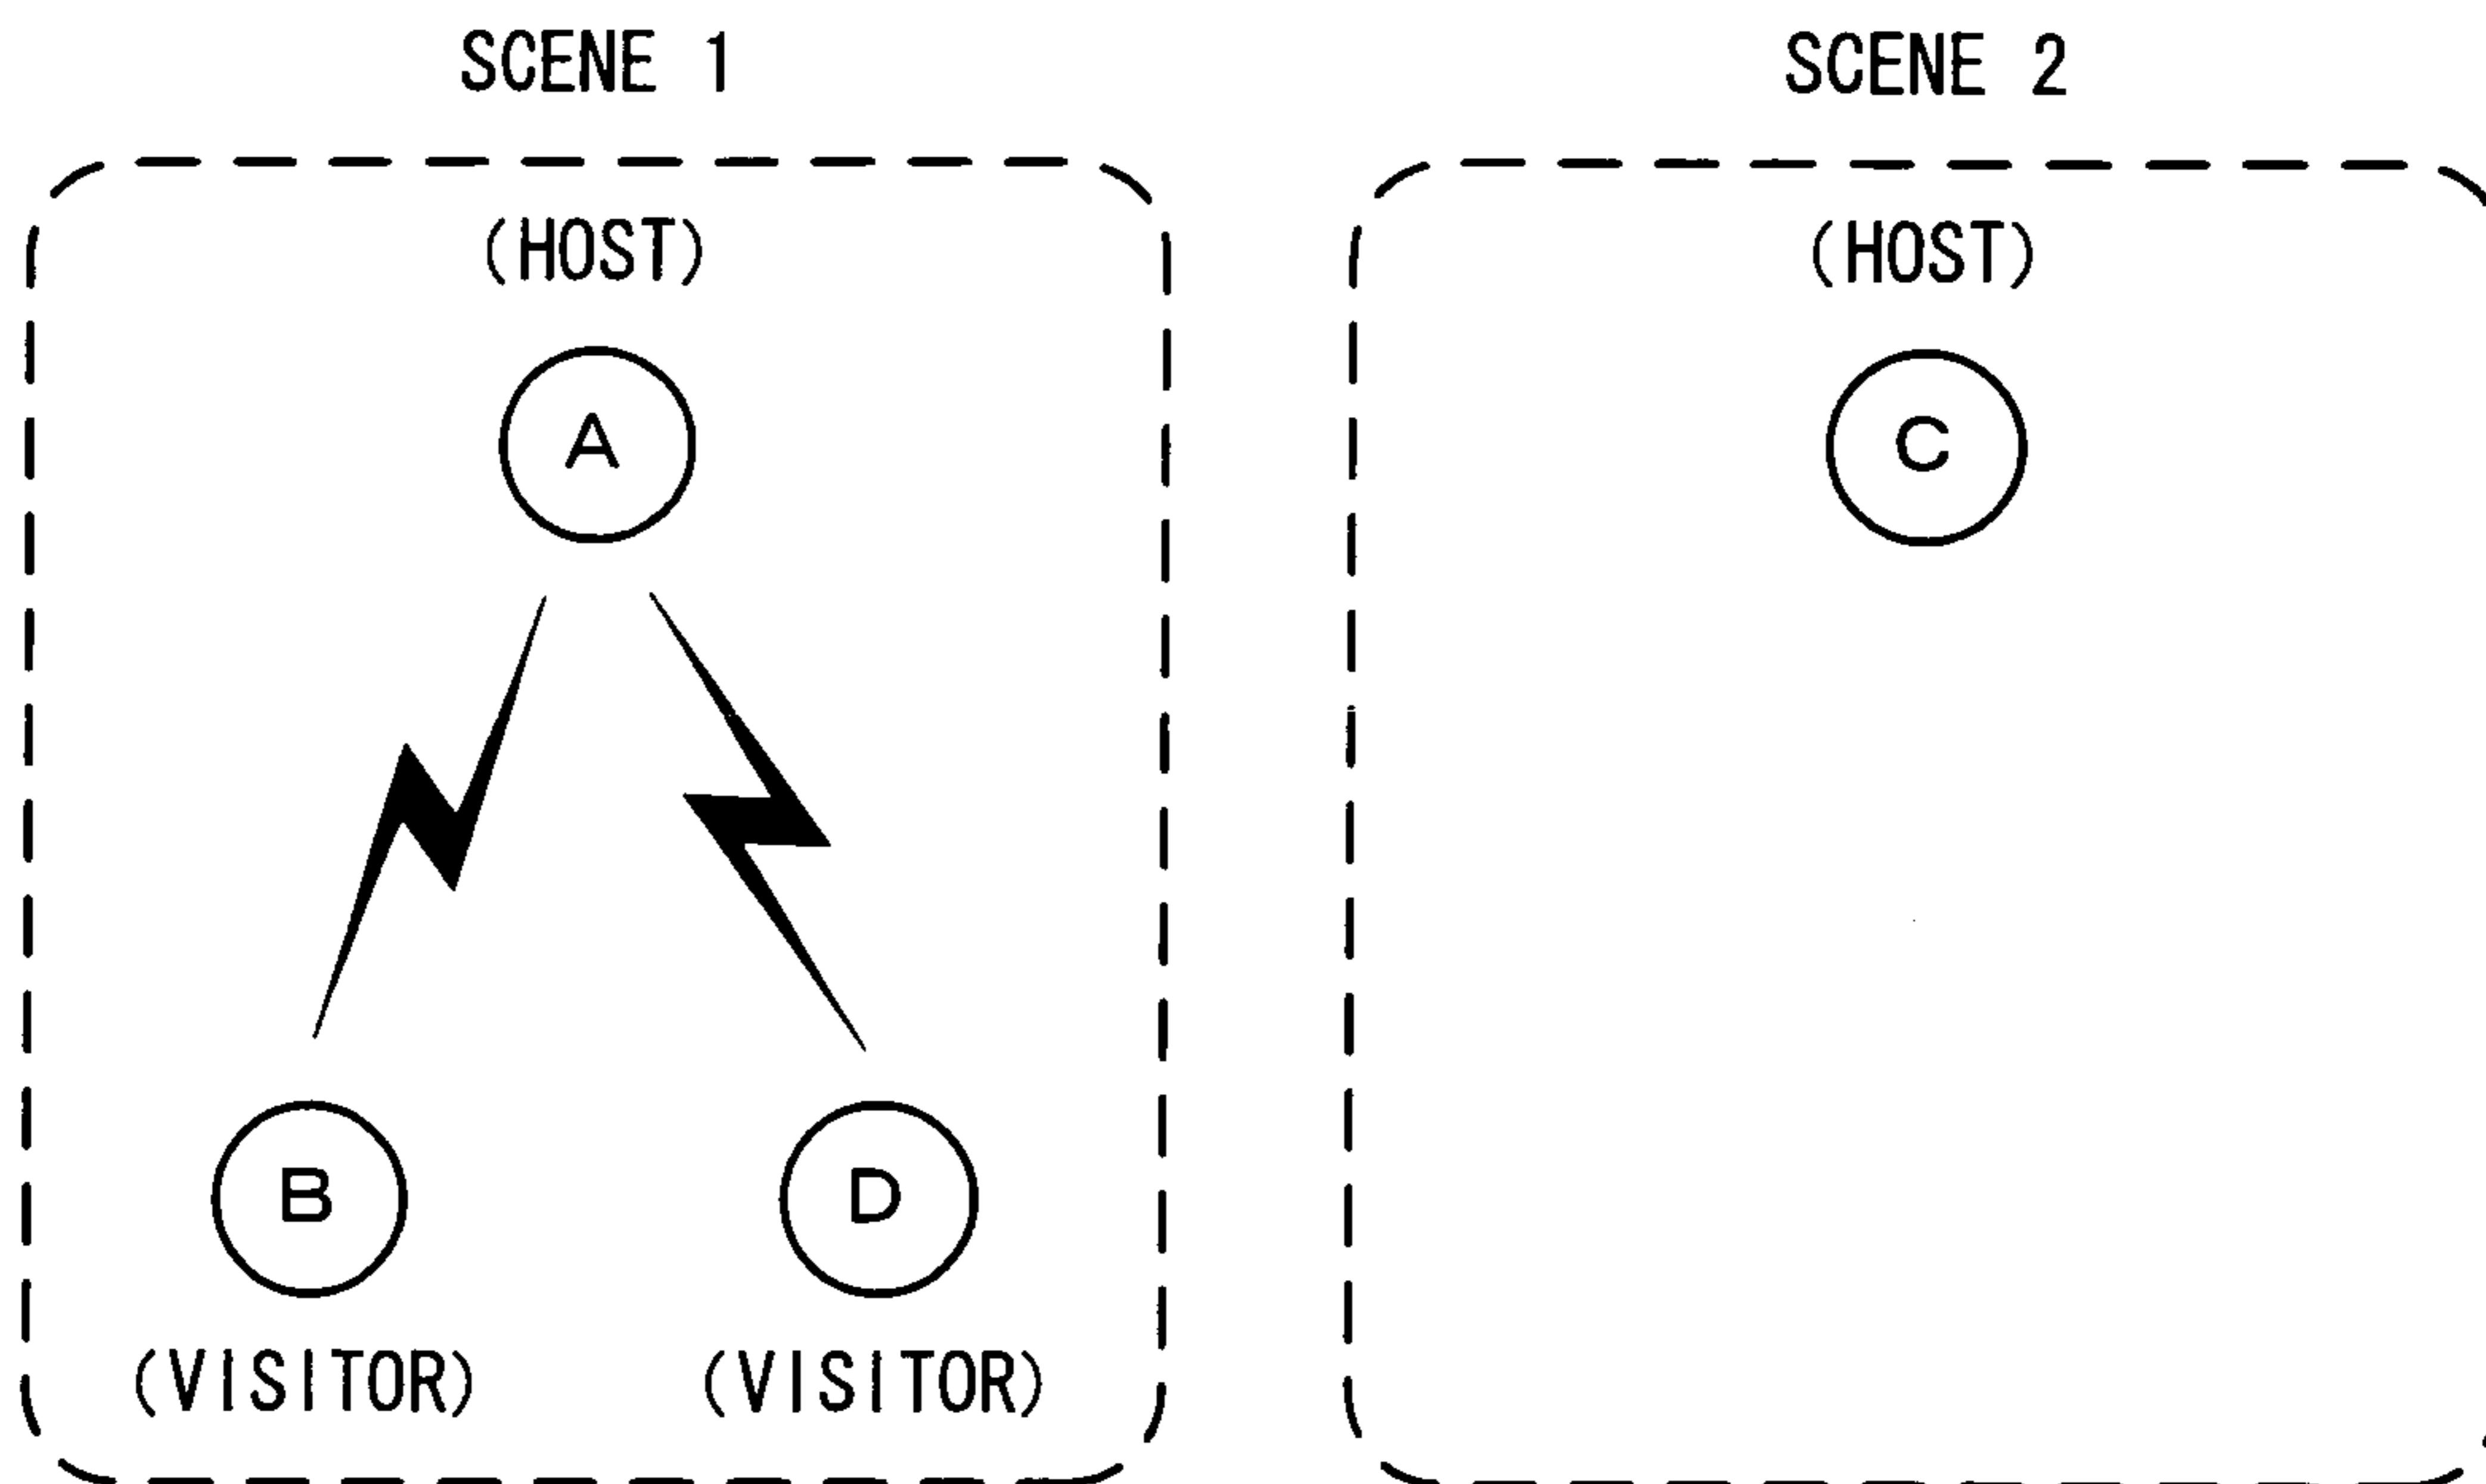 SCENE 1
(HOST)
A
B
D
(VISITOR)
(VISITOR)
SCENE 2
(HOST)
C